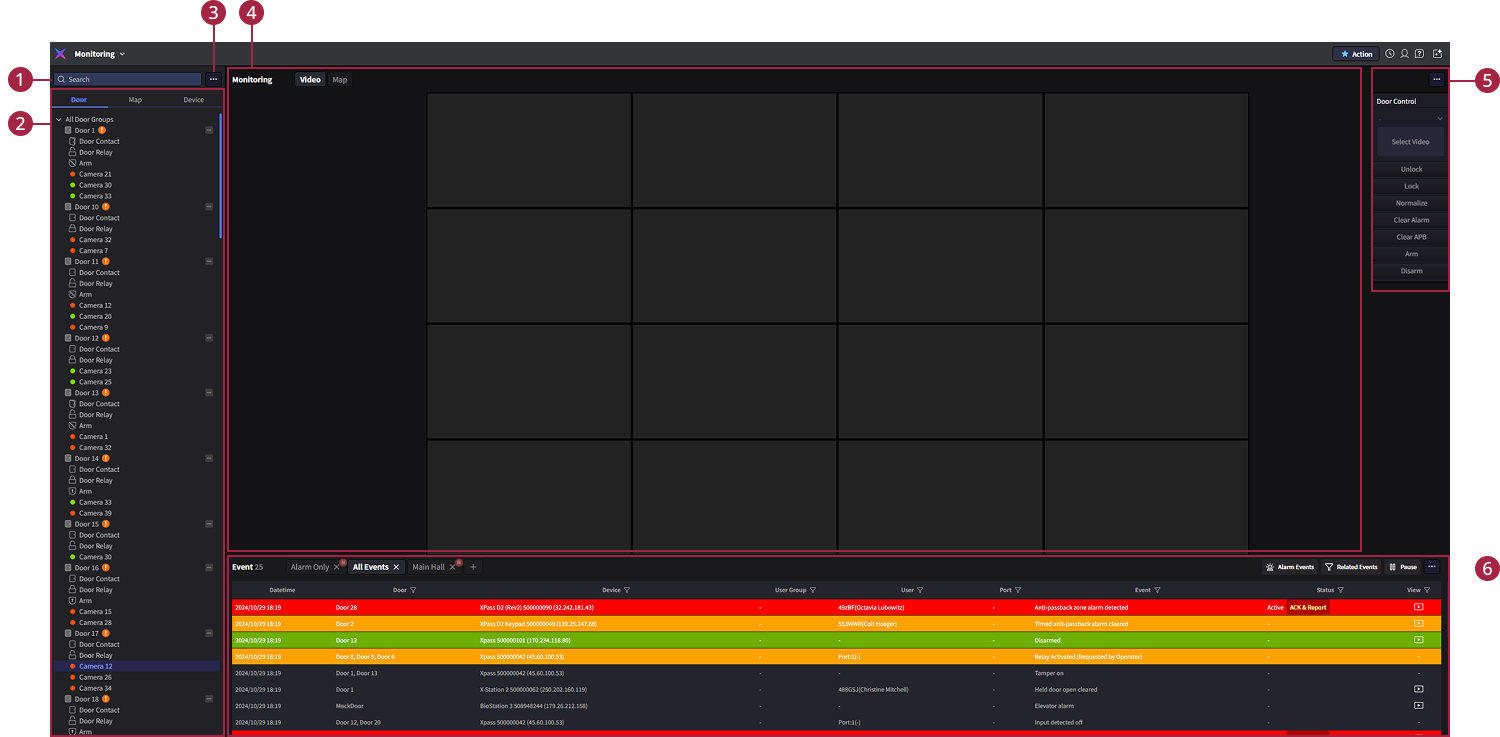 3
4
Monitoring
Action
1
Search
...
Monitoring
Video
Map
...
5
Door
Map
Device
Door Control
2
All Door Groups
-
Door 1
Door Contact
Door Relay
Arm
Camera 21
Camera 30
Camera 33
Door 10
Door Contact
Door Relay
Camera 32
Camera 7
Door 11
Door Contact
Door Relay
Arm
Camera 12
Camera 20
Camera 9
Door 12
Door Contact
Door Relay
Camera 23
Camera 25
Door 13
Door Contact
Door Relay
Arm
Camera 1
Camera 32
Door 14
Door Contact
Door Relay
Arm
Camera 33
Camera 39
Door 15
Door Contact
Door Relay
Camera 30
Door 16
Door Contact
Door Relay
Arm
Camera 15
Camera 28
Door 17
Door Contact
Door Relay
Camera 12
Camera 26
Camera 34
Door 18
Door Contact
Door Relay
Arm
Select Video
Unlock
Lock
Normalize
Clear Alarm
Clear APB
Arm
Disarm
Event 25
Alarm Only
All Events
Main Hall
+
Alarm Events
Related Events
Pause
...
6
Datetime Door Device User Group User Port Event Status View
2024/10/29 18:19 Door 28 XPass D2 (Rev2) 500000090 (32.242.181.43) - 49zBF(Octavia Lubowitz) - Anti-passback zone alarm detected Active ACK & Report
2024/10/29 18:19 Door 2 XPass D2 Keypad 500000049 (139.25.247.68) - 553WWR(Coit Hoeger) - Timed anti-passback alarm cleared -
2024/10/29 18:19 Door 13 Xpass 500000101 (170.234.118.80) - - - Disarmed -
2024/10/29 18:19 Door 8, Door 5, Door 6 Xpass 500000042 (45.60.100.53) - Port:1(-) - Relay Activated (Requested by Operator) - -
2024/10/29 18:19 Door 1, Door 13 Xpass 500000042 (45.60.100.53) - - - Tamper on - -
2024/10/29 18:19 Door 1 X-Station 2 500000062 (250.202.160.119) - 488GSJ(Christine Mitchell) - Held door open cleared -
2024/10/29 18:19 MockDoor BioStation 3 508948244 (179.26.212.158) - - - Elevator alarm -
2024/10/29 18:19 Door 12, Door 20 Xpass 500000042 (45.60.100.53) - Port:1(-) - Input detected off - -